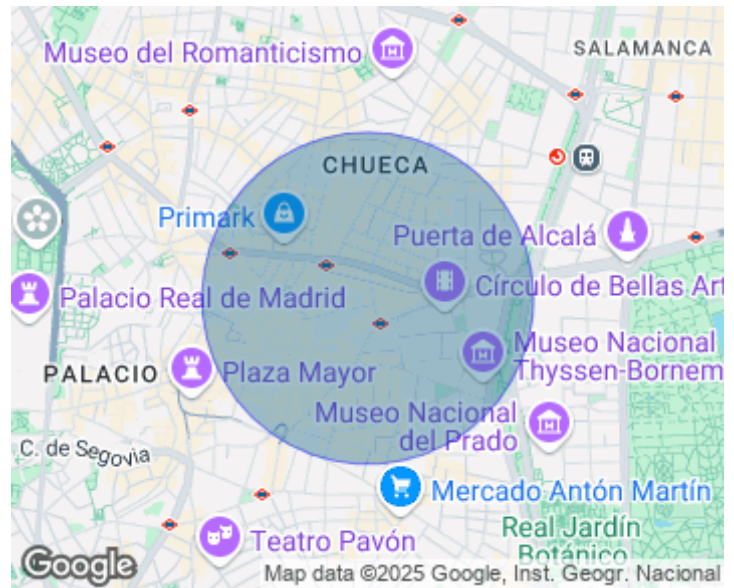 Museo del Romanticismo
SALAMANCA
CHUECA
Primark
Puerta de Alcalá
Palacio Real de Madrid
Círculo de Bellas Art
PALACIO
Plaza Mayor
Museo Nacional
Thyssen-Bornem
Museo Nacional
del Prado
C. de Segovia
Mercado Antón Martín
Teatro Pavón
Real Jardín
Botánico
Google
Map data ©2025 Google, Inst. Geogr. Nacional